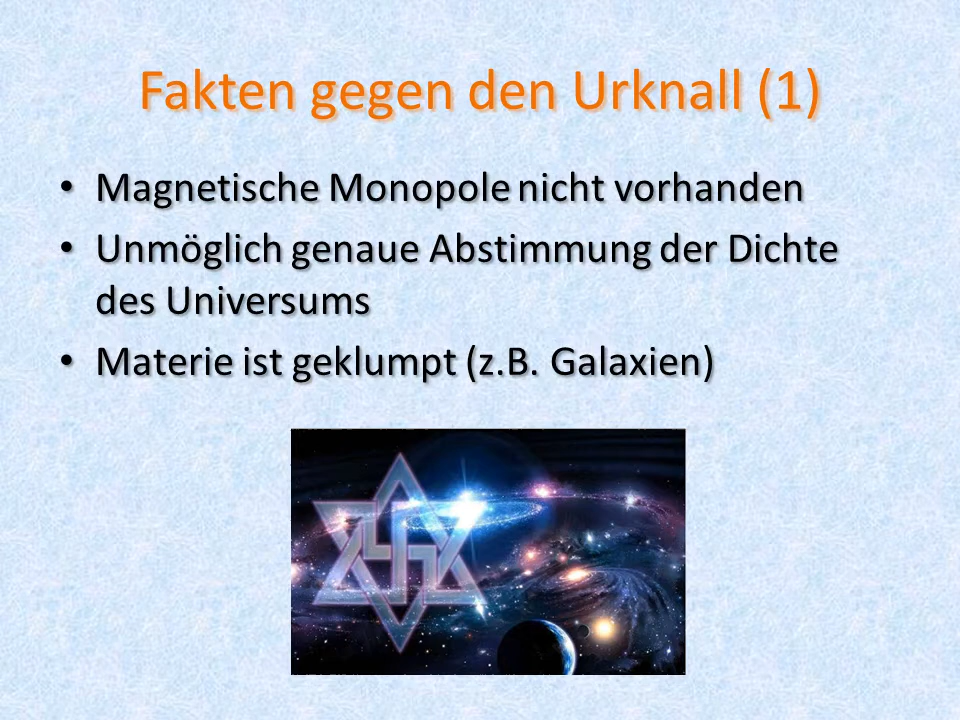 Fakten gegen den Urknall (1)
• Magnetische Monopole nicht vorhanden
• Unmöglich genaue Abstimmung der Dichte
des Universums
• Materie ist geklumpt (z.B. Galaxien)